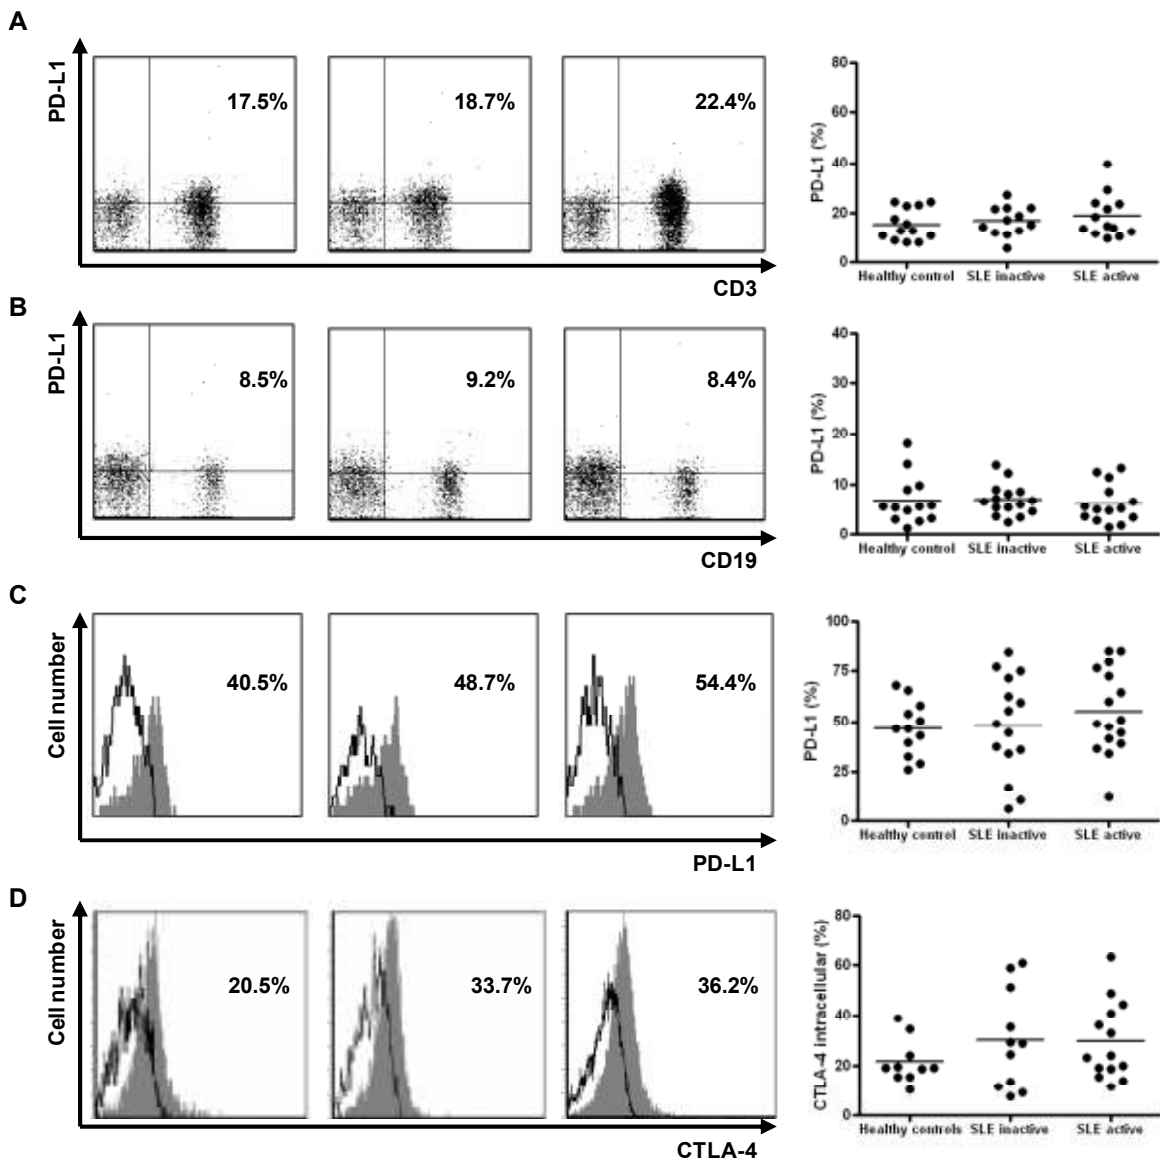 A
PD-L1
17.5%
18.7%
22.4%
CD3
PD-L1 (%)
80
60
40
20
0
Healthy control SLE inactive SLE active
B
PD-L1
8.5%
9.2%
8.4%
CD19
PD-L1 (%)
40
30
20
10
0
Healthy control SLE inactive SLE active
C
Cell number
40.5%
48.7%
54.4%
PD-L1
PD-L1 (%)
100
75
50
25
0
Healthy control SLE inactive SLE active
D
Cell number
20.5%
33.7%
36.2%
CTLA-4
CTLA-4 intracellular (%)
80
60
40
20
0
Healthy controls SLE inactive SLE active